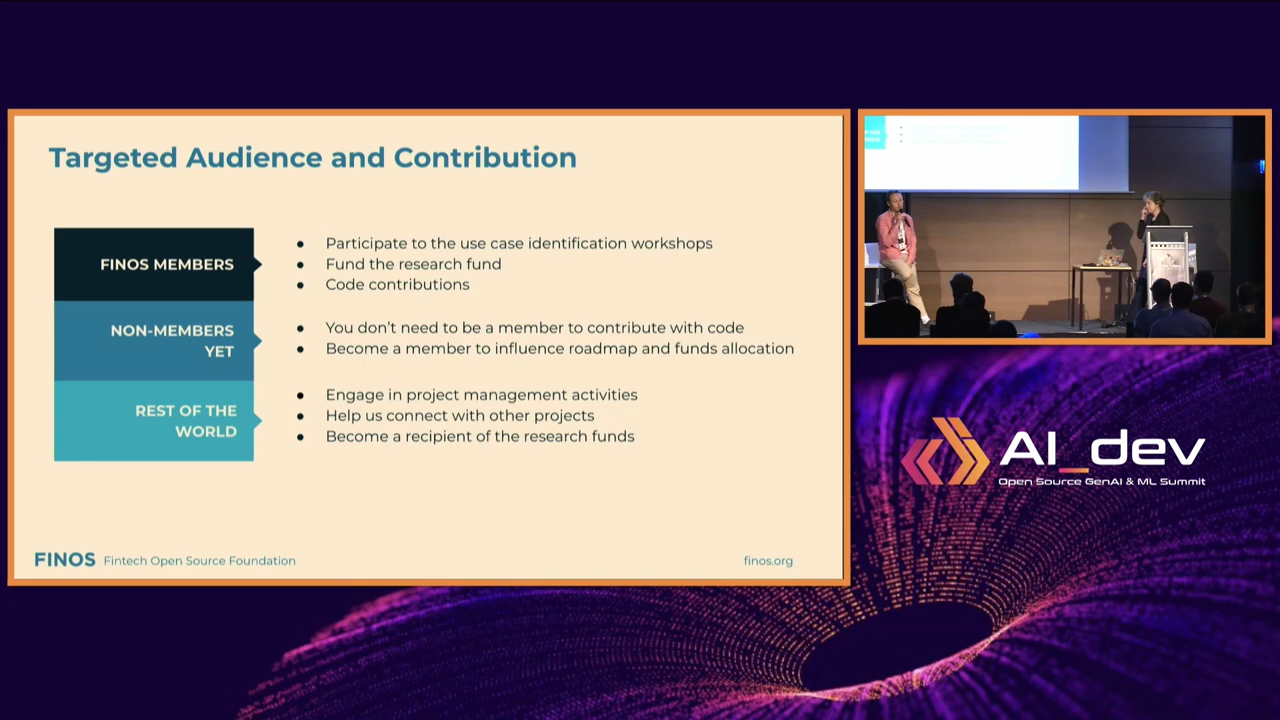 Targeted Audience and Contribution
FINOS MEMBERS
● Participate to the use case identification workshops
● Fund the research fund
● Code contributions
NON-MEMBERS
YET
● You don't need to be a member to contribute with code
● Become a member to influence roadmap and funds allocation
REST OF THE
WORLD
● Engage in project management activities
● Help us connect with other projects
● Become a recipient of the research funds
FINOS Fintech Open Source Foundation
finos.org
AI_dev
Open Source GenAI & ML Summit